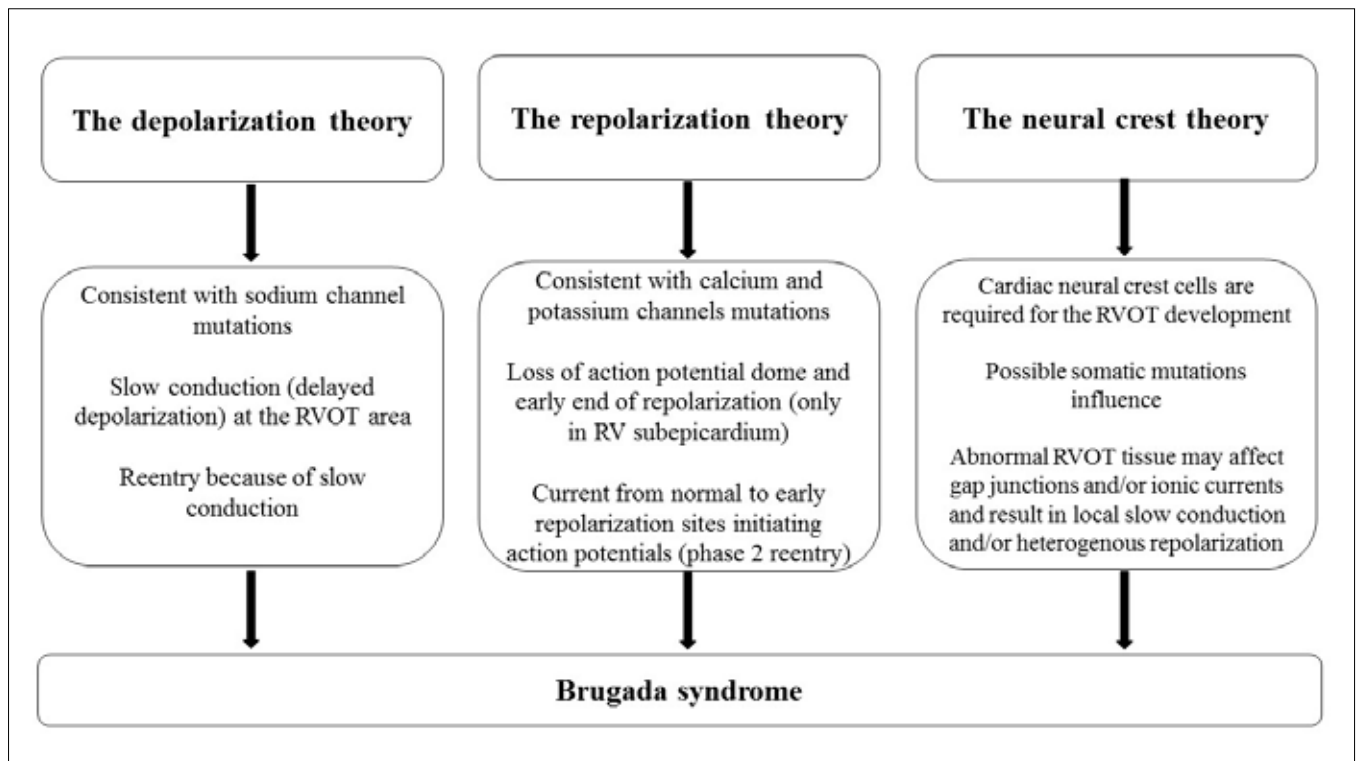 The depolarization theory
Consistent with sodium channel
mutations
Slow conduction (delayed
depolarization) at the RVOT area
Reentry because of slow
conduction
The repolarization theory
Consistent with calcium and
potassium channels mutations
Loss of action potential dome and
early end of repolarization (only
in RV subepicardium)
Current from normal to early
repolarization sites initiating
action potentials (phase 2 reentry)
The neural crest theory
Cardiac neural crest cells are
required for the RVOT development
Possible somatic mutations
influence
Abnormal RVOT tissue may affect
gap junctions and/or ionic currents
and result in local slow conduction
and/or heterogenous repolarization
Brugada syndrome